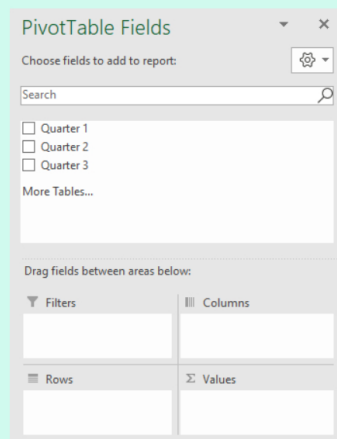 PivotTable Fields
Choose fields to add to report:
Search
Quarter 1
Quarter 2
Quarter 3
More Tables...
Drag fields between areas below:
Filters
Columns
Rows
Σ Values